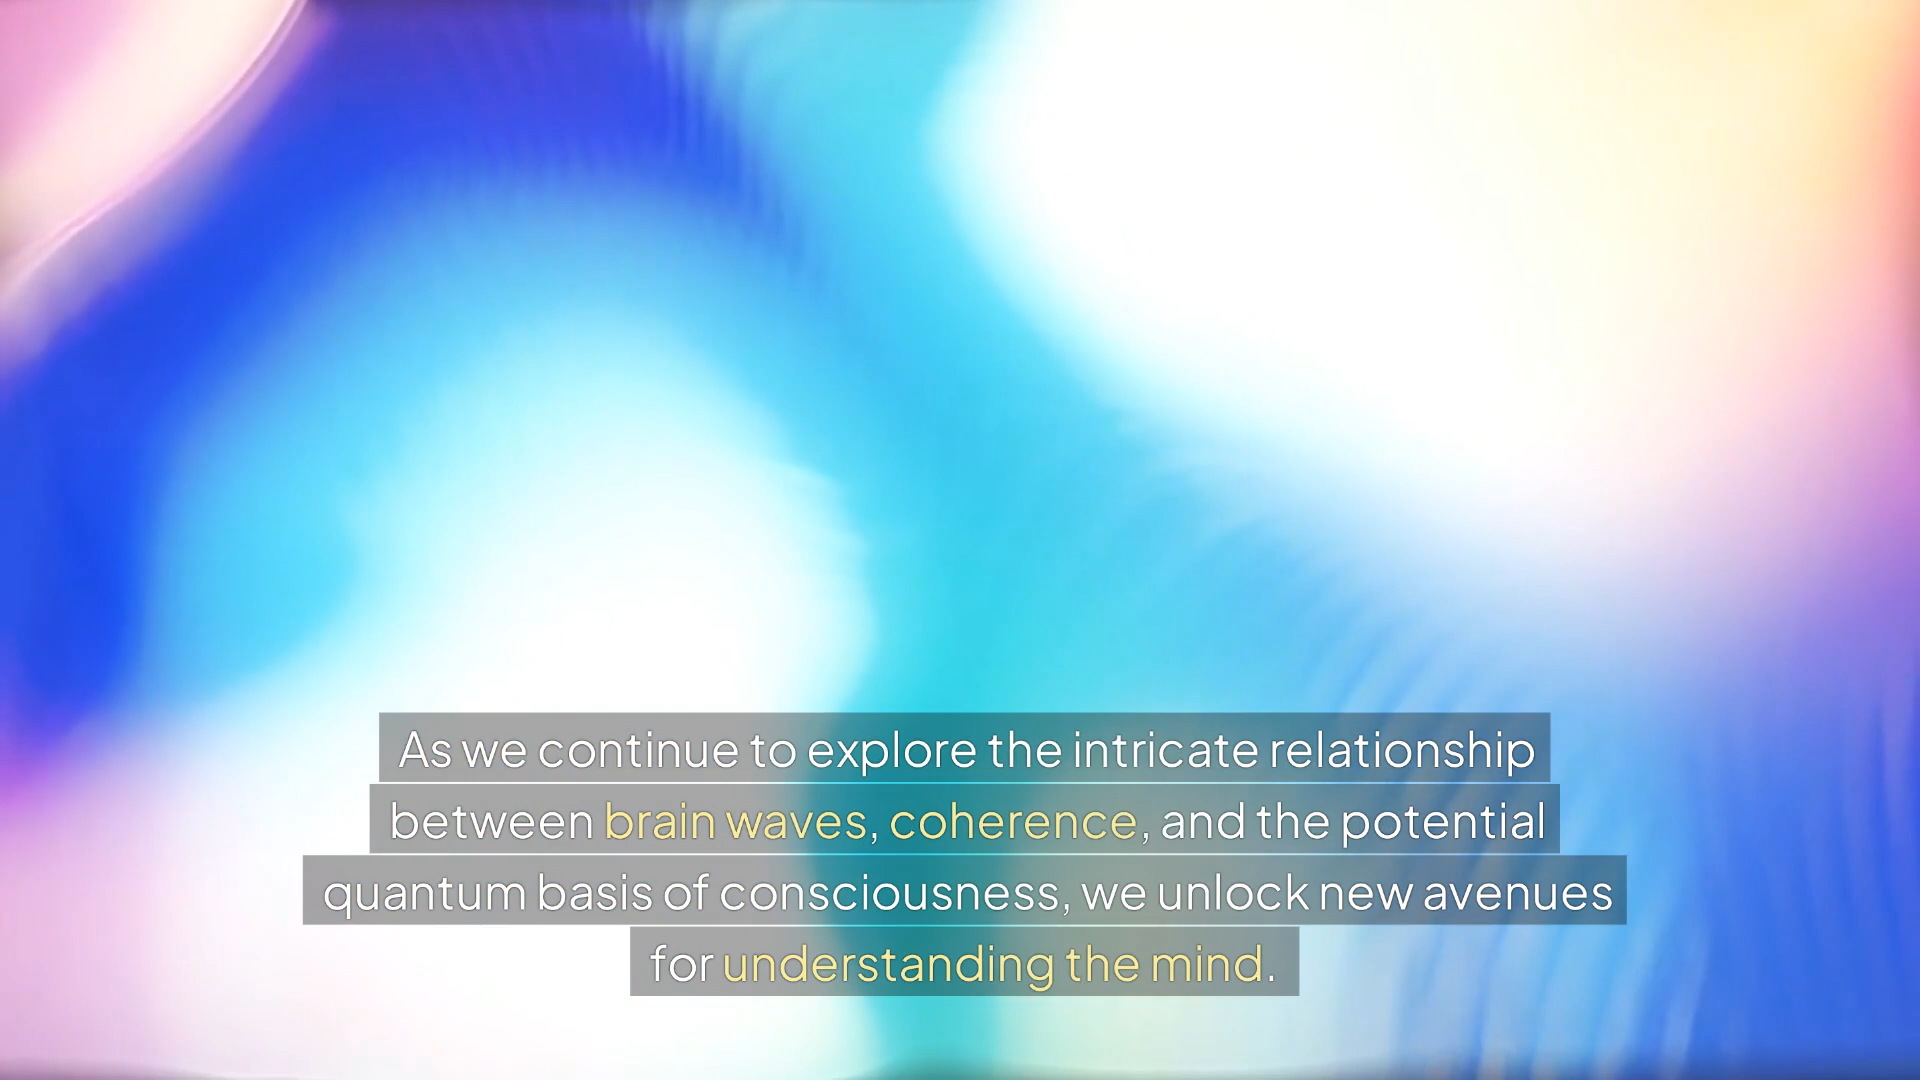 As we continue to explore the intricate relationship
between brain waves, coherence, and the potential
quantum basis of consciousness, we unlock new avenues
for understanding the mind.